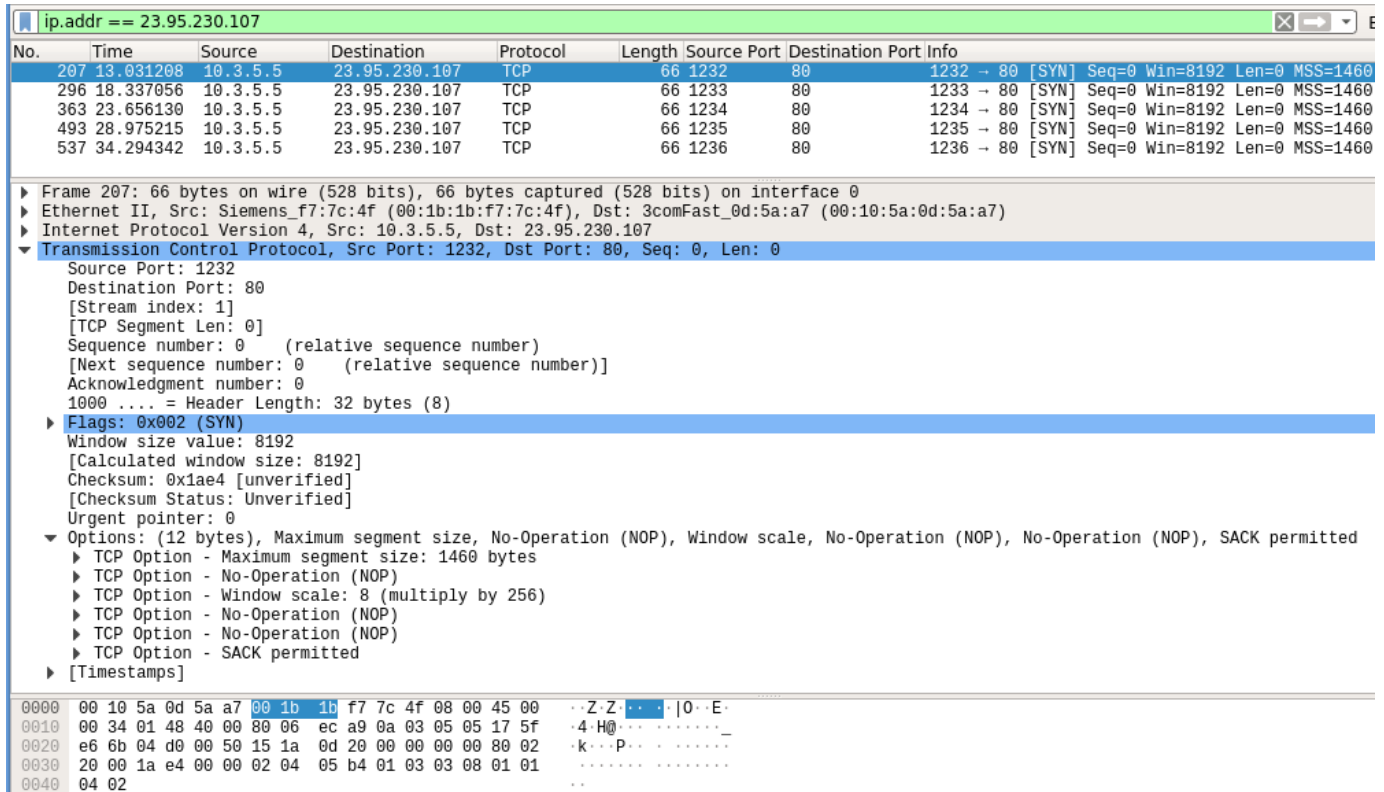 ip.addr == 23.95.230.107
No. Time Source Destination Protocol Length Source Port Destination Port Info
207 13.031208 10.3.5.5 23.95.230.107 TCP 66 1232 80 1232 → 80 [SYN] Seq=0 Win=8192 Len=0 MSS=1460
296 18.337056 10.3.5.5 23.95.230.107 TCP 66 1233 80 1233 → 80 [SYN] Seq=0 Win=8192 Len=0 MSS=1460
363 23.656130 10.3.5.5 23.95.230.107 TCP 66 1234 80 1234 → 80 [SYN] Seq=0 Win=8192 Len=0 MSS=1460
493 28.975215 10.3.5.5 23.95.230.107 TCP 66 1235 80 1235 → 80 [SYN] Seq=0 Win=8192 Len=0 MSS=1460
537 34.294342 10.3.5.5 23.95.230.107 TCP 66 1236 80 1236 → 80 [SYN] Seq=0 Win=8192 Len=0 MSS=1460
Frame 207: 66 bytes on wire (528 bits), 66 bytes captured (528 bits) on interface 0
Ethernet II, Src: Siemens_f7:7c:4f (00:1b:1b:f7:7c:4f), Dst: 3comFast_0d:5a:a7 (00:10:5a:0d:5a:a7)
Internet Protocol Version 4, Src: 10.3.5.5, Dst: 23.95.230.107
Transmission Control Protocol, Src Port: 1232, Dst Port: 80, Seq: 0, Len: 0
Source Port: 1232
Destination Port: 80
[Stream index: 1]
[TCP Segment Len: 0]
Sequence number: 0 (relative sequence number)
[Next sequence number: 0 (relative sequence number)]
Acknowledgment number: 0
1000 .... = Header Length: 32 bytes (8)
Flags: 0x002 (SYN)
Window size value: 8192
[Calculated window size: 8192]
Checksum: 0x1ae4 [unverified]
[Checksum Status: Unverified]
Urgent pointer: 0
Options: (12 bytes), Maximum segment size, No-Operation (NOP), Window scale, No-Operation (NOP), No-Operation (NOP), SACK permitted
TCP Option - Maximum segment size: 1460 bytes
TCP Option - No-Operation (NOP)
TCP Option - Window scale: 8 (multiply by 256)
TCP Option - No-Operation (NOP)
TCP Option - No-Operation (NOP)
TCP Option - SACK permitted
[Timestamps]
0000 00 10 5a 0d 5a a7 00 1b 1b f7 7c 4f 08 00 45 00 ··Z·Z··· ·|O··E·
0010 00 34 01 48 40 00 80 06 ec a9 0a 03 05 05 17 5f ·4·H@··· ·······_
0020 e6 6b 04 d0 00 50 15 1a 0d 20 00 00 00 00 80 02 ·k···P·· · ······
0030 20 00 1a e4 00 00 02 04 05 b4 01 03 03 08 01 01 ······· ········
0040 04 02 ··